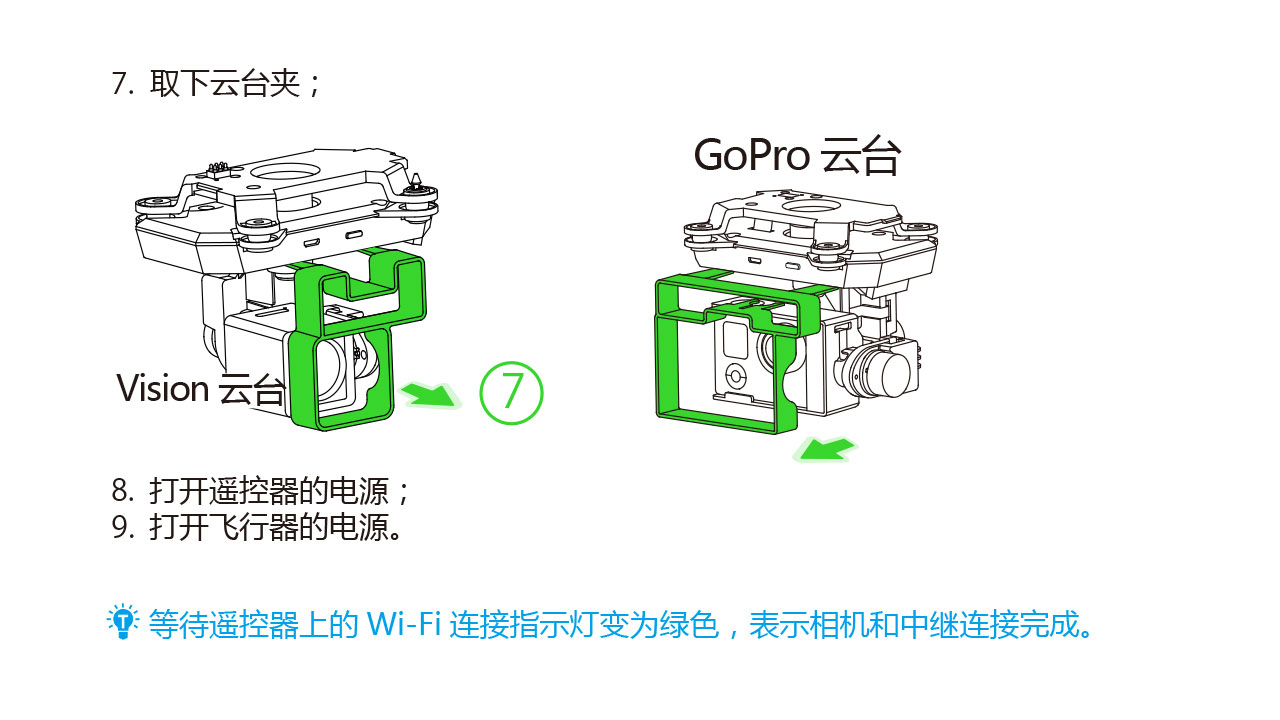 7. 取下云台夹；
GoPro 云台
Vision 云台
7
8. 打开遥控器的电源；
9. 打开飞行器的电源。
T 等待遥控器上的 Wi-Fi 连接指示灯变为绿色，表示相机和中继连接完成。